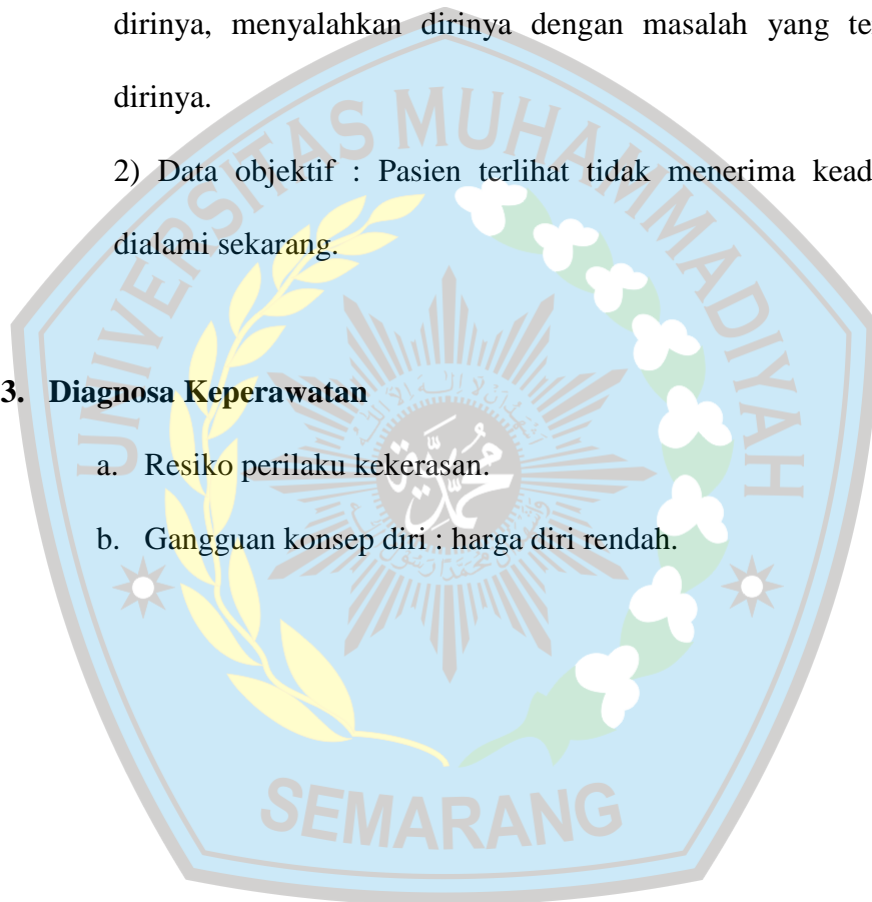 dirinya, menyalahkan dirinya dengan masalah yang te
dirinya.
2) Data objektif : Pasien terlihat tidak menerima kead
dialami sekarang.
3. Diagnosa Keperawatan
a. Resiko perilaku kekerasan.
b. Gangguan konsep diri : harga diri rendah.
UNIVERSITAS MUHAMMADIYAH
SEMARANG